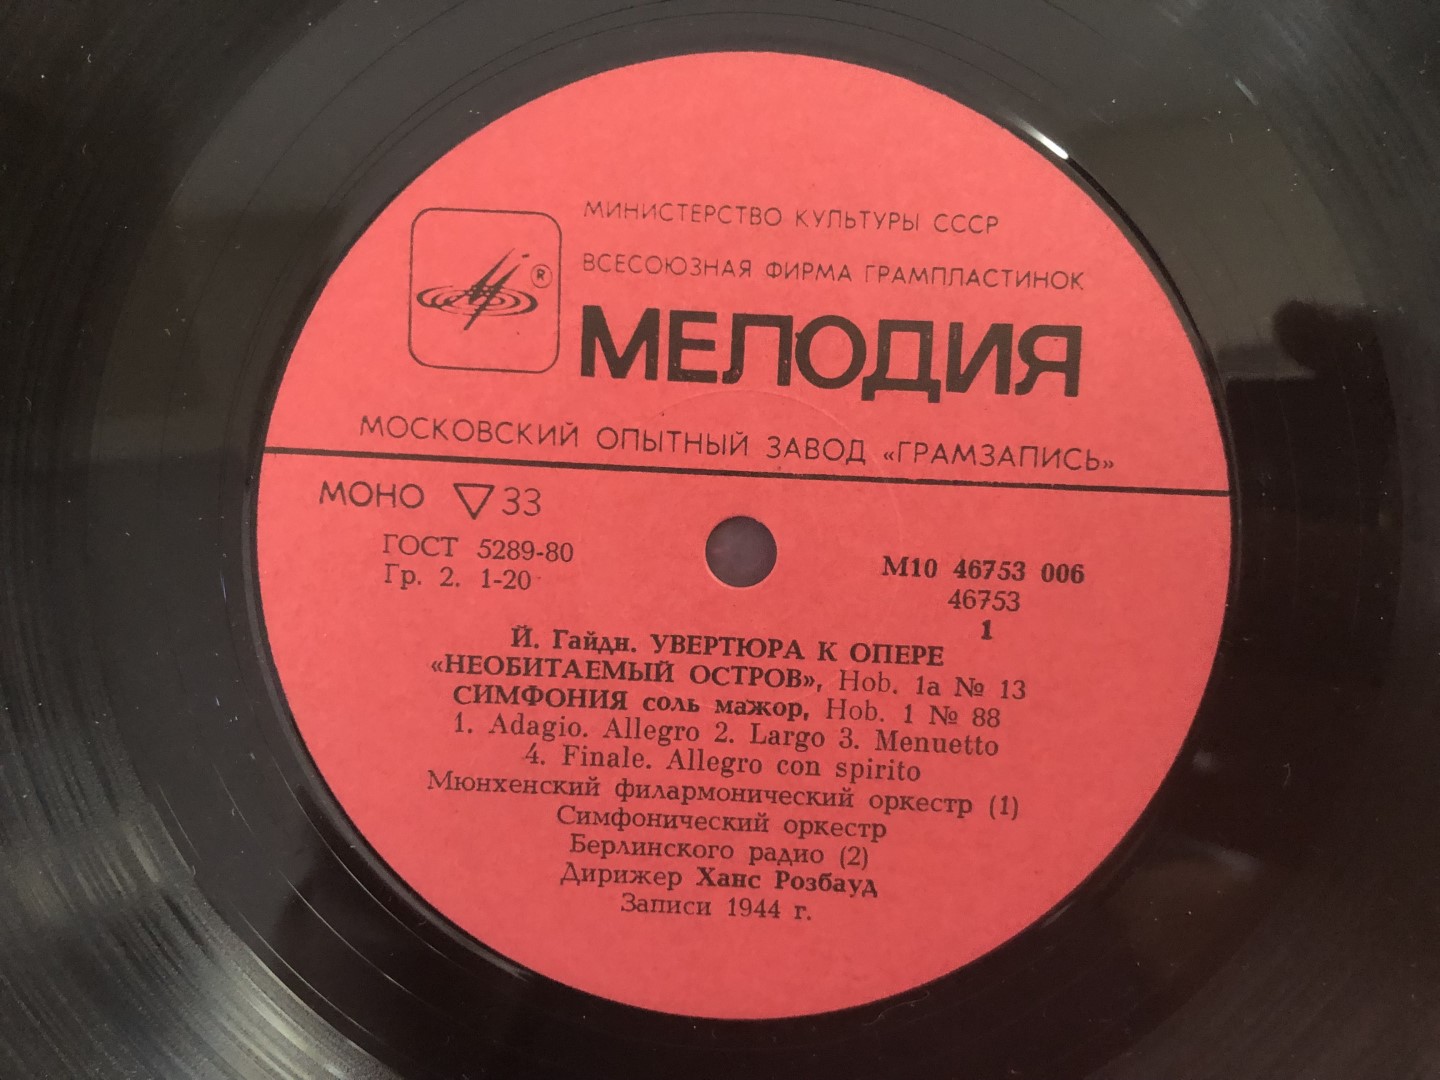 МИНИСТЕРСТВО КУЛЬТУРЫ СССР
ВСЕСОЮЗНАЯ ФИРМА ГРАМПЛАСТИНОК
®
МЕЛОДИЯ
МОСКОВСКИЙ ОПЫТНЫЙ ЗАВОД «ГРАМЗАПИСЬ»
МОНО ▽ 33
ГОСТ 5289-80
Гр. 2. 1-20
М10 46753 006
46753
1
Й. Гайдн. УВЕРТЮРА К ОПЕРЕ
«НЕОБИТАЕМЫЙ ОСТРОВ», Hob. 1a № 13
СИМФОНИЯ соль мажор, Hob. 1 № 88
1. Adagio. Allegro 2. Largo 3. Menuetto
4. Finale. Allegro con spirito
Мюнхенский филармонический оркестр (1)
Симфонический оркестр
Берлинского радио (2)
Дирижер Ханс Розбауд
Записи 1944 г.